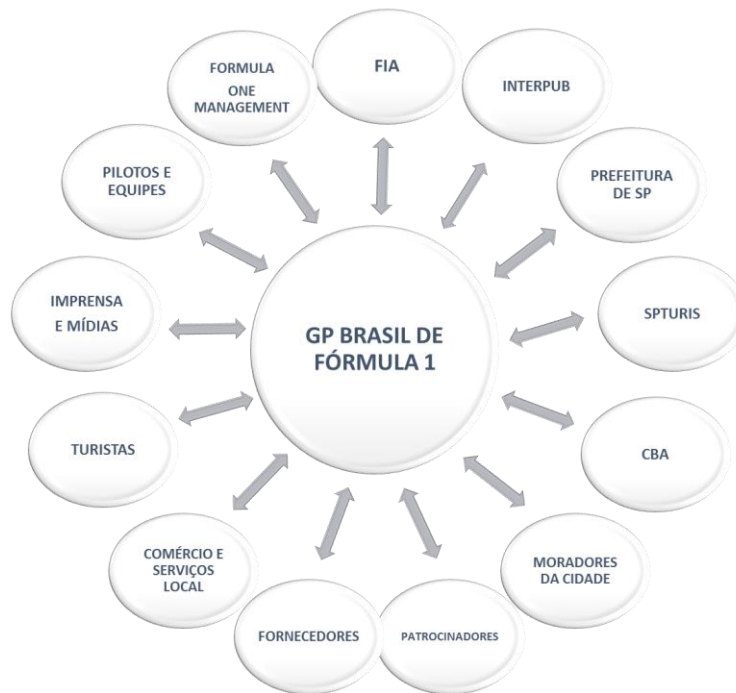 FIA
INTERPUB
PREFEITURA
DE SP
SPTURIS
CBA
MORADORES
DA CIDADE
PATROCINADORES
FORNECEDORES
COMÉRCIO E
SERVIÇOS
LOCAL
TURISTAS
IMPRENSA
E MÍDIAS
PILOTOS E
EQUIPES
FORMULA
ONE
MANAGEMENT
GP BRASIL DE
FÓRMULA 1